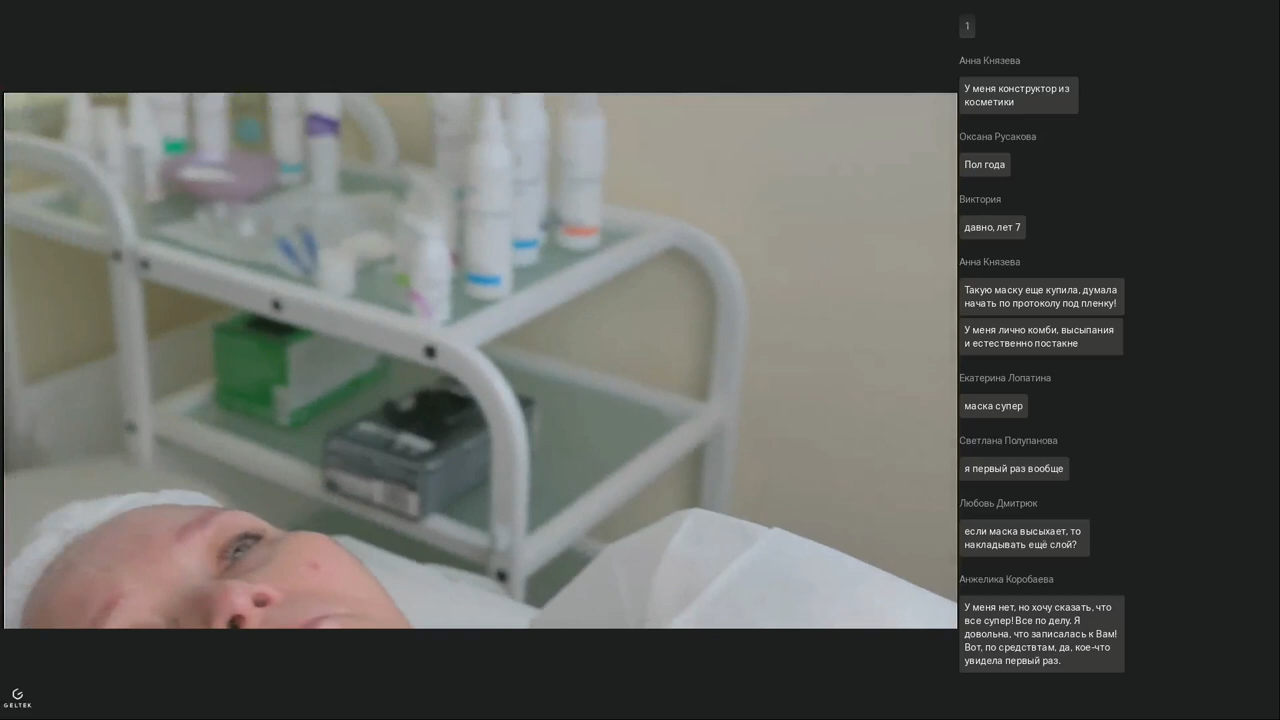 1
Анна Князева
У меня конструктор из
косметики
Оксана Русакова
Пол года
Виктория
давно, лет 7
Анна Князева
Такую маску еще купила, думала
начать по протоколу под пленку!
У меня лично комби, высыпания
и естественно постакне
Екатерина Лопатина
маска супер
Светлана Полупанова
я первый раз вообще
Любовь Дмитрюк
если маска высыхает, то
накладывать ещё слой?
Анжелика Коробаева
У меня нет, но хочу сказать, что
все супер! Все по делу. Я
довольна, что записалась к Вам!
Вот, по средствтам, да, кое-что
увидела первый раз.
GELTEK